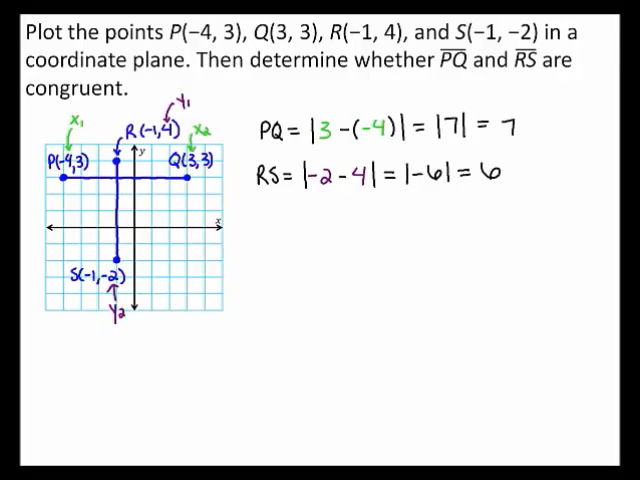 Plot the points P(−4, 3), Q(3, 3), R(−1, 4), and S(−1, −2) in a
coordinate plane. Then determine whether P̅Q̅ and R̅S̅ are
congruent.
y₁
x₁
R(-1,4)
x₂
PQ = |3 -(-4)| = |7| = 7
y
P(-4,3)
Q(3,3)
RS = |-2 - 4| = |-6| = 6
x
S(-1,-2)
y₂